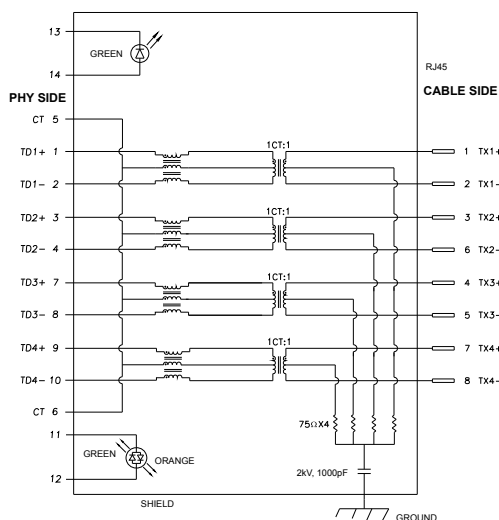 13
GREEN
14
RJ45
PHY SIDE
CABLE SIDE
CT 5
1CT:1
TD1+ 1
1 TX1+
TD1- 2
2 TX1-
1CT:1
TD2+ 3
3 TX2+
TD2- 4
6 TX2-
1CT:1
TD3+ 7
4 TX3+
TD3- 8
5 TX3-
1CT:1
TD4+ 9
7 TX4+
TD4- 10
8 TX4-
CT 6
75ΩX4
11
GREEN
ORANGE
12
2kV, 1000pF
SHIELD
GROUND